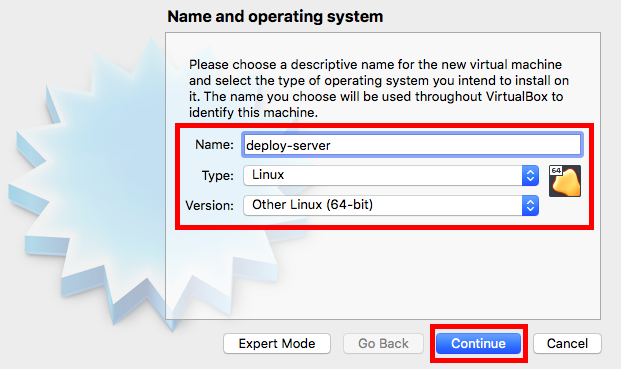 Name and operating system
Please choose a descriptive name for the new virtual machine
and select the type of operating system you intend to install on
it. The name you choose will be used throughout VirtualBox to
identify this machine.
Name: deploy-server
Type: Linux
64
Version: Other Linux (64-bit)
Expert Mode Go Back Continue Cancel